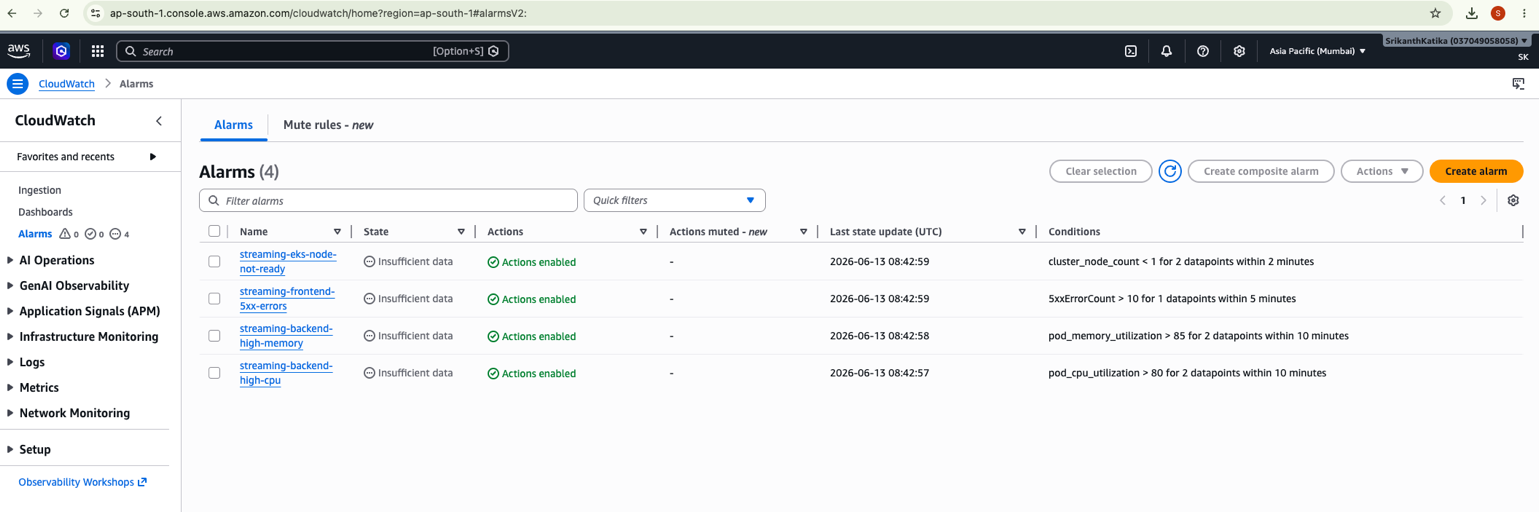 ap-south-1.console.aws.amazon.com/cloudwatch/home?region=ap-south-1#alarmsV2:
S
aws
Search
[Option+S]
Asia Pacific (Mumbai)
SrikanthKatika (037049058058)
SK
CloudWatch > Alarms
CloudWatch
Favorites and recents
Ingestion
Dashboards
Alarms 0 0 4
AI Operations
GenAI Observability
Application Signals (APM)
Infrastructure Monitoring
Logs
Metrics
Network Monitoring
Setup
Observability Workshops
Alarms
Mute rules - new
Alarms (4)
Clear selection
Create composite alarm
Actions
Create alarm
Filter alarms
Quick filters
1
Name State Actions Actions muted - new Last state update (UTC) Conditions
streaming-eks-node-
not-ready
Insufficient data Actions enabled - 2026-06-13 08:42:59 cluster_node_count < 1 for 2 datapoints within 2 minutes
streaming-frontend-
5xx-errors
Insufficient data Actions enabled - 2026-06-13 08:42:59 5xxErrorCount > 10 for 1 datapoints within 5 minutes
streaming-backend-
high-memory
Insufficient data Actions enabled - 2026-06-13 08:42:58 pod_memory_utilization > 85 for 2 datapoints within 10 minutes
streaming-backend-
high-cpu
Insufficient data Actions enabled - 2026-06-13 08:42:57 pod_cpu_utilization > 80 for 2 datapoints within 10 minutes